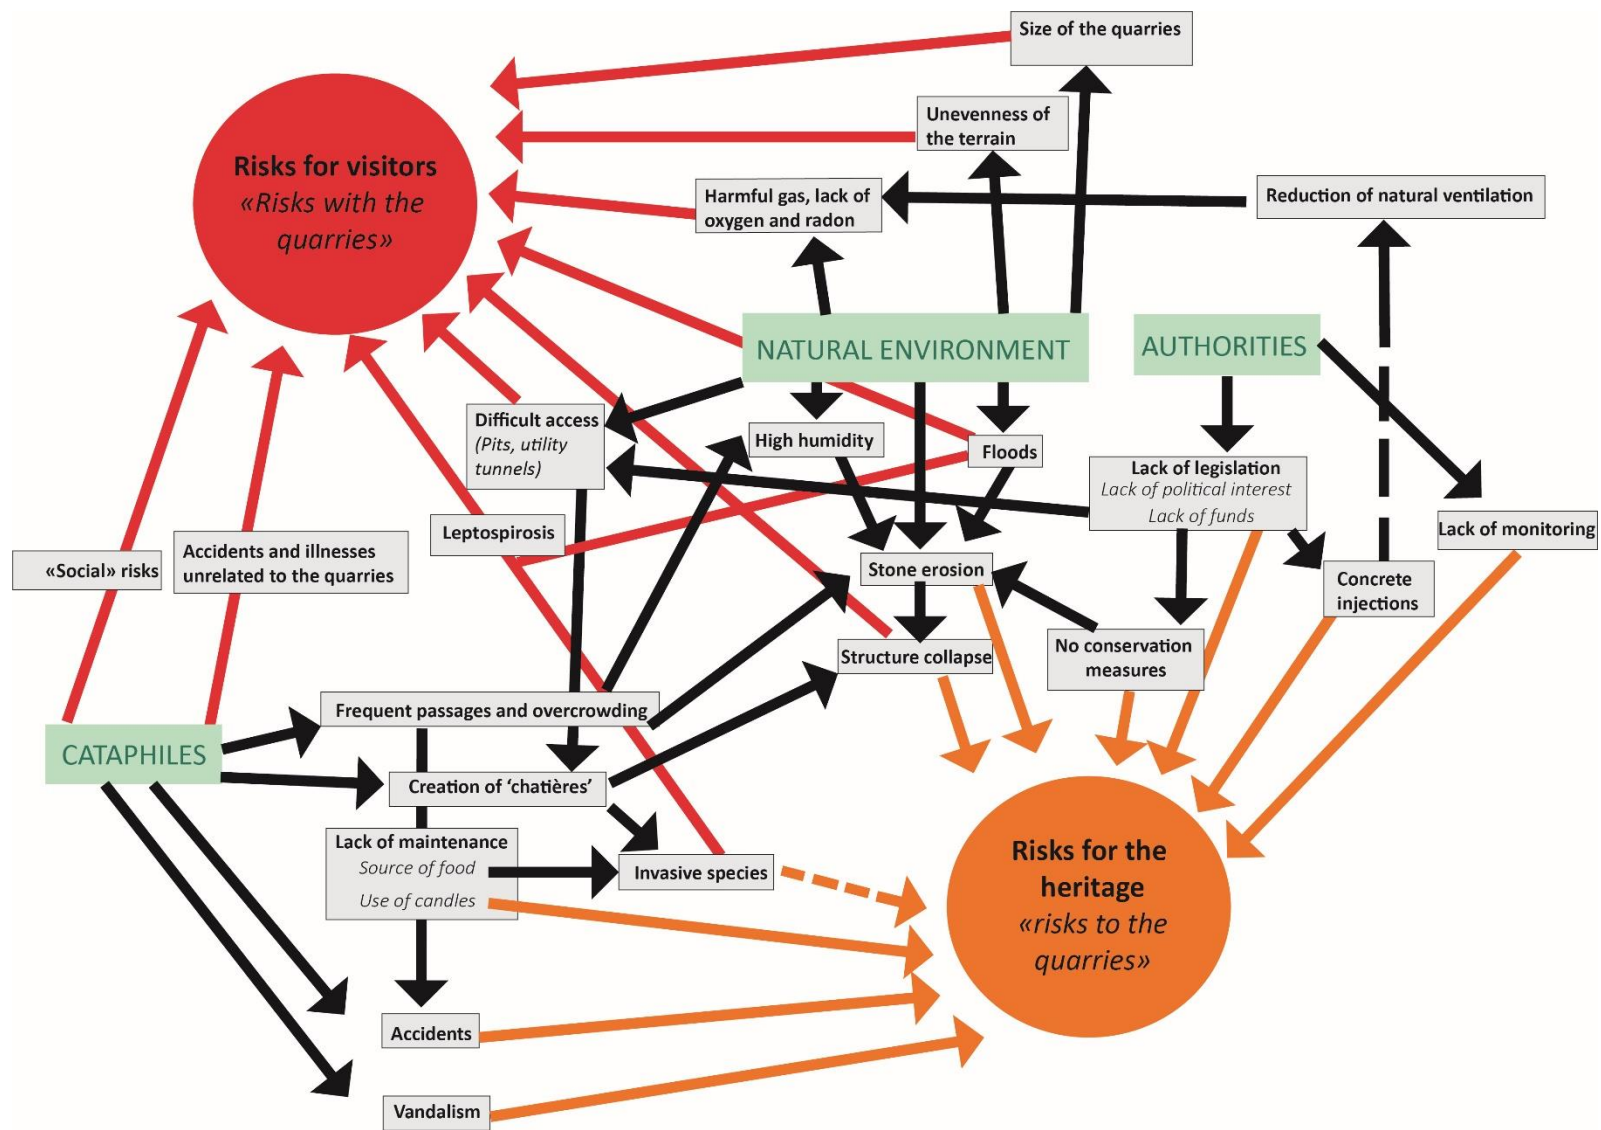 Size of the quarries
Unevenness of
the terrain
Risks for visitors
«Risks with the
quarries»
Harmful gas, lack of
oxygen and radon
Reduction of natural ventilation
NATURAL ENVIRONMENT
AUTHORITIES
Difficult access
(Pits, utility
tunnels)
High humidity
Floods
Lack of legislation
Lack of political interest
Lack of funds
Leptospirosis
Lack of monitoring
«Social» risks
Accidents and illnesses
unrelated to the quarries
Stone erosion
Concrete
injections
Structure collapse
No conservation
measures
Frequent passages and overcrowding
CATAPHILES
Creation of ‘chatières’
Lack of maintenance
Source of food
Use of candles
Invasive species
Risks for the
heritage
«risks to the
quarries»
Accidents
Vandalism